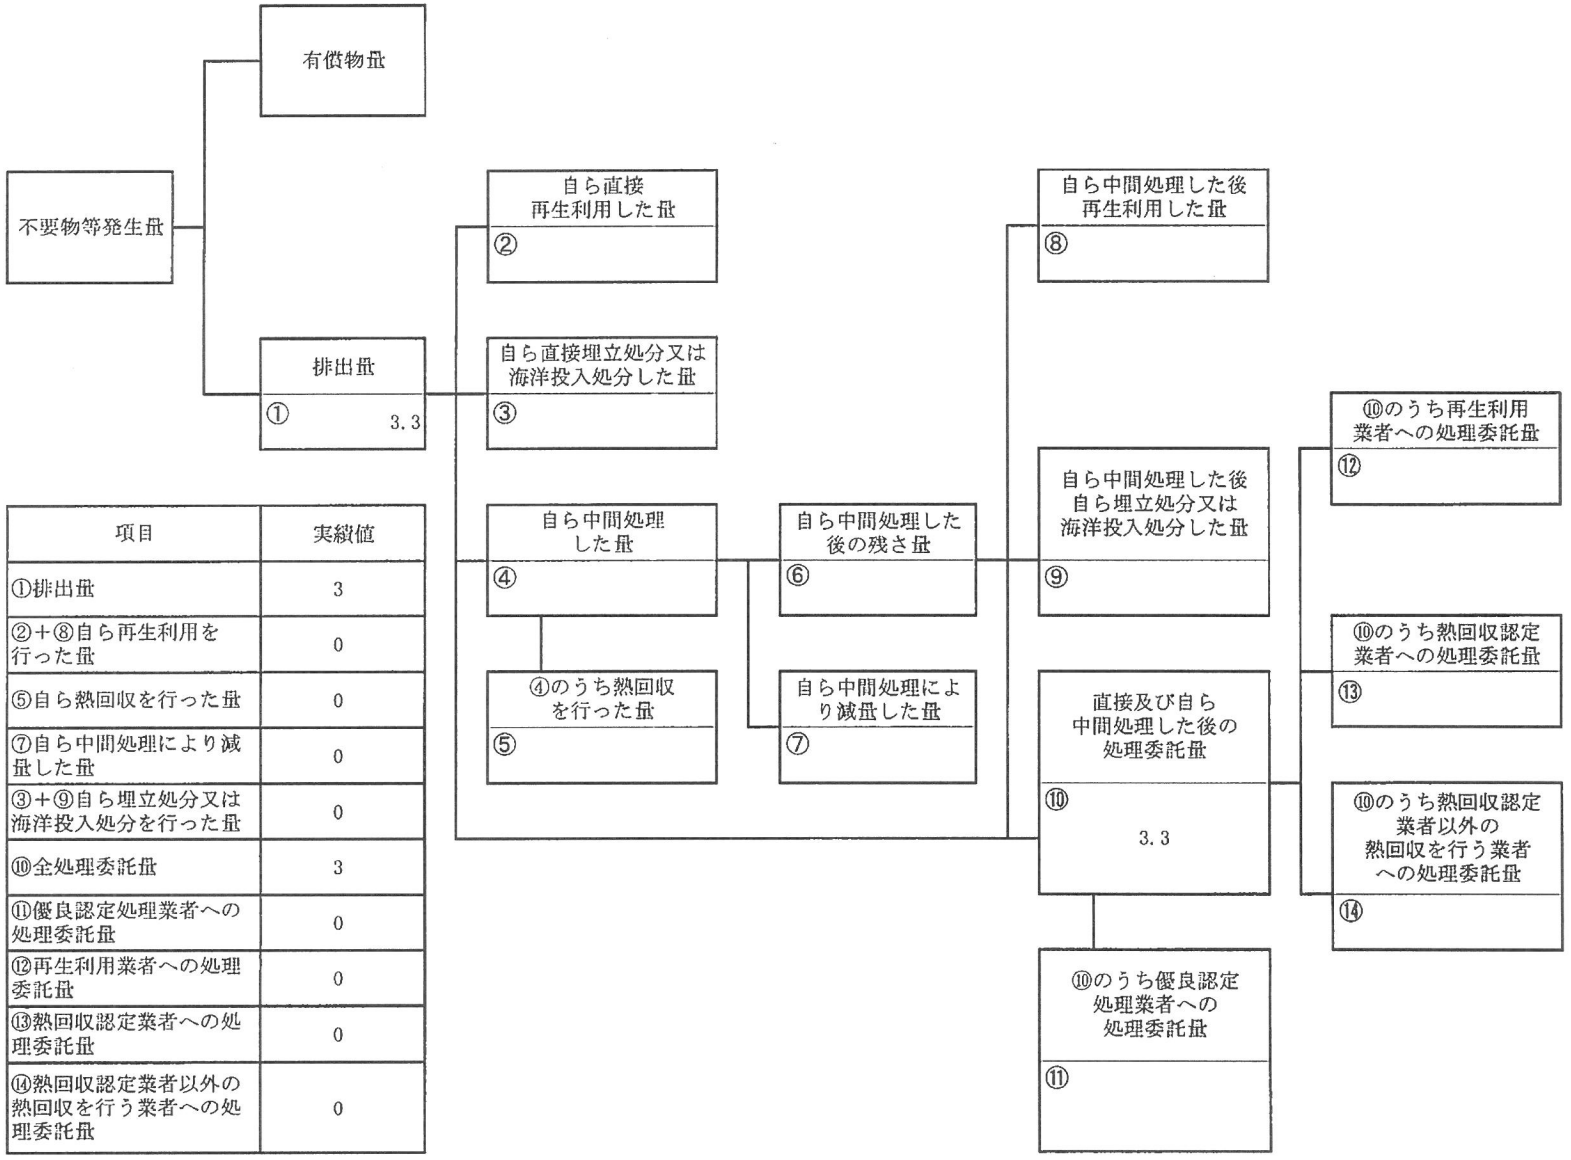 有償物量
不要物等発生量
排出量
①
3.3
自ら直接
再生利用した量
②
自ら直接埋立処分又は
海洋投入処分した量
③
自ら中間処理
した量
④
④のうち熱回収
を行った量
⑤
自ら中間処理した
後の残さ量
⑥
自ら中間処理によ
り減量した量
⑦
自ら中間処理した後
再生利用した量
⑧
自ら中間処理した後
自ら埋立処分又は
海洋投入処分した量
⑨
直接及び自ら
中間処理した後の
処理委託量
⑩
3.3
⑩のうち優良認定
処理業者への
処理委託量
⑪
⑩のうち再生利用
業者への処理委託量
⑫
⑩のうち熱回収認定
業者への処理委託量
⑬
⑩のうち熱回収認定
業者以外の
熱回収を行う業者
への処理委託量
⑭
項目 実績値
①排出量 3
②+⑧自ら再生利用を
行った量 0
⑤自ら熱回収を行った量 0
⑦自ら中間処理により減
量した量 0
③+⑨自ら埋立処分又は
海洋投入処分を行った量 0
⑩全処理委託量 3
⑪優良認定処理業者への
処理委託量 0
⑫再生利用業者への処理
委託量 0
⑬熱回収認定業者への処
理委託量 0
⑭熱回収認定業者以外の
熱回収を行う業者への処 0
理委託量